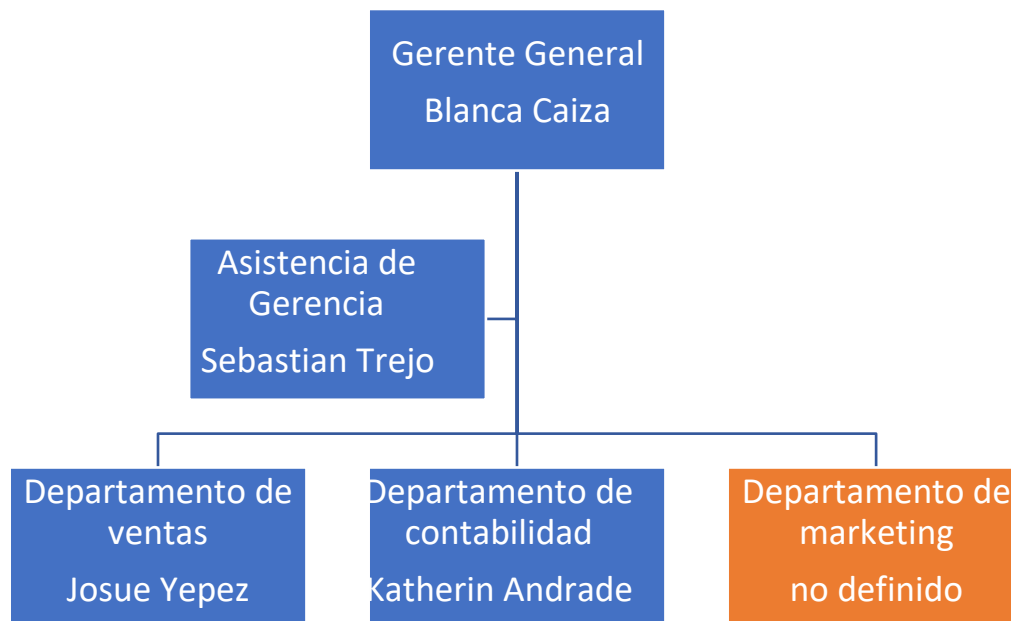 Gerente General
Blanca Caiza
Asistencia de
Gerencia
Sebastian Trejo
Departamento de
ventas
Josue Yepez
Departamento de
contabilidad
Katherin Andrade
Departamento de
marketing
no definido